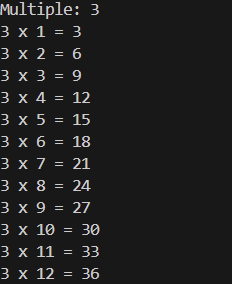 Multiple: 3
3 x 1 = 3
3 x 2 = 6
3 x 3 = 9
3 x 4 = 12
3 x 5 = 15
3 x 6 = 18
3 x 7 = 21
3 x 8 = 24
3 x 9 = 27
3 x 10 = 30
3 x 11 = 33
3 x 12 = 36